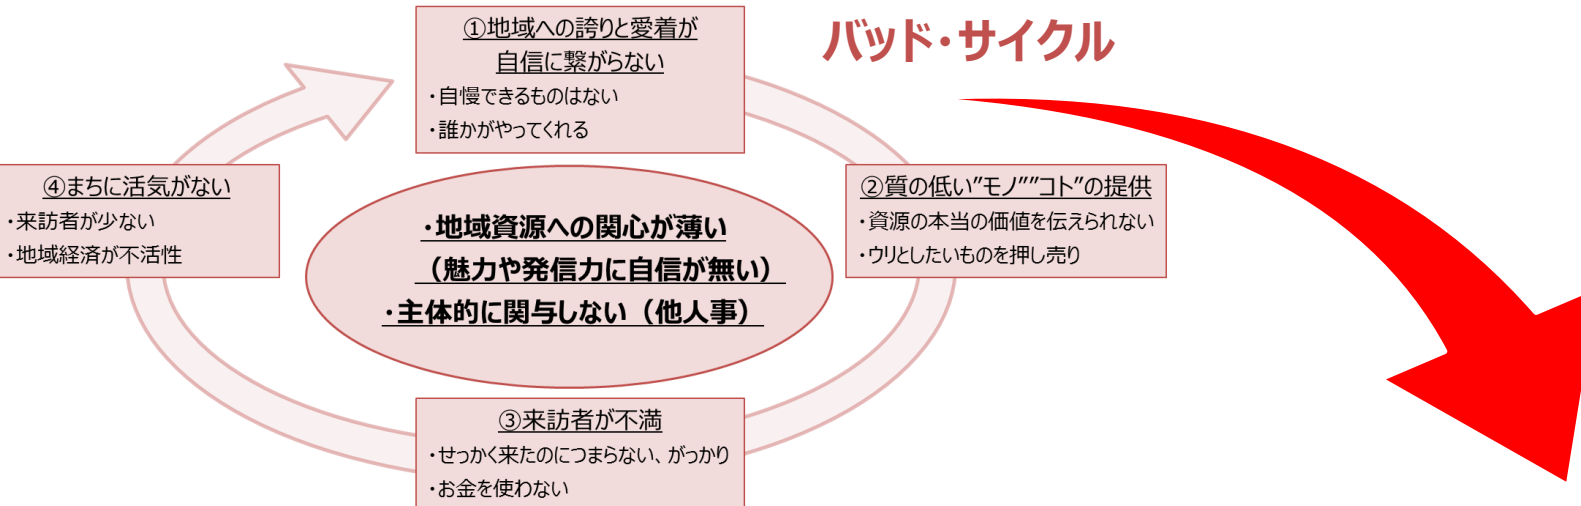 バッド・サイクル
①地域への誇りと愛着が
自信に繋がらない
・自慢できるものはない
・誰かがやってくれる
②質の低い”モノ””コト”の提供
・資源の本当の価値を伝えられない
・ウリとしたいものを押し売り
③来訪者が不満
・せっかく来たのにつまらない、がっかり
・お金を使わない
④まちに活気がない
・来訪者が少ない
・地域経済が不活性
・地域資源への関心が薄い
（魅力や発信力に自信が無い）
・主体的に関与しない（他人事）